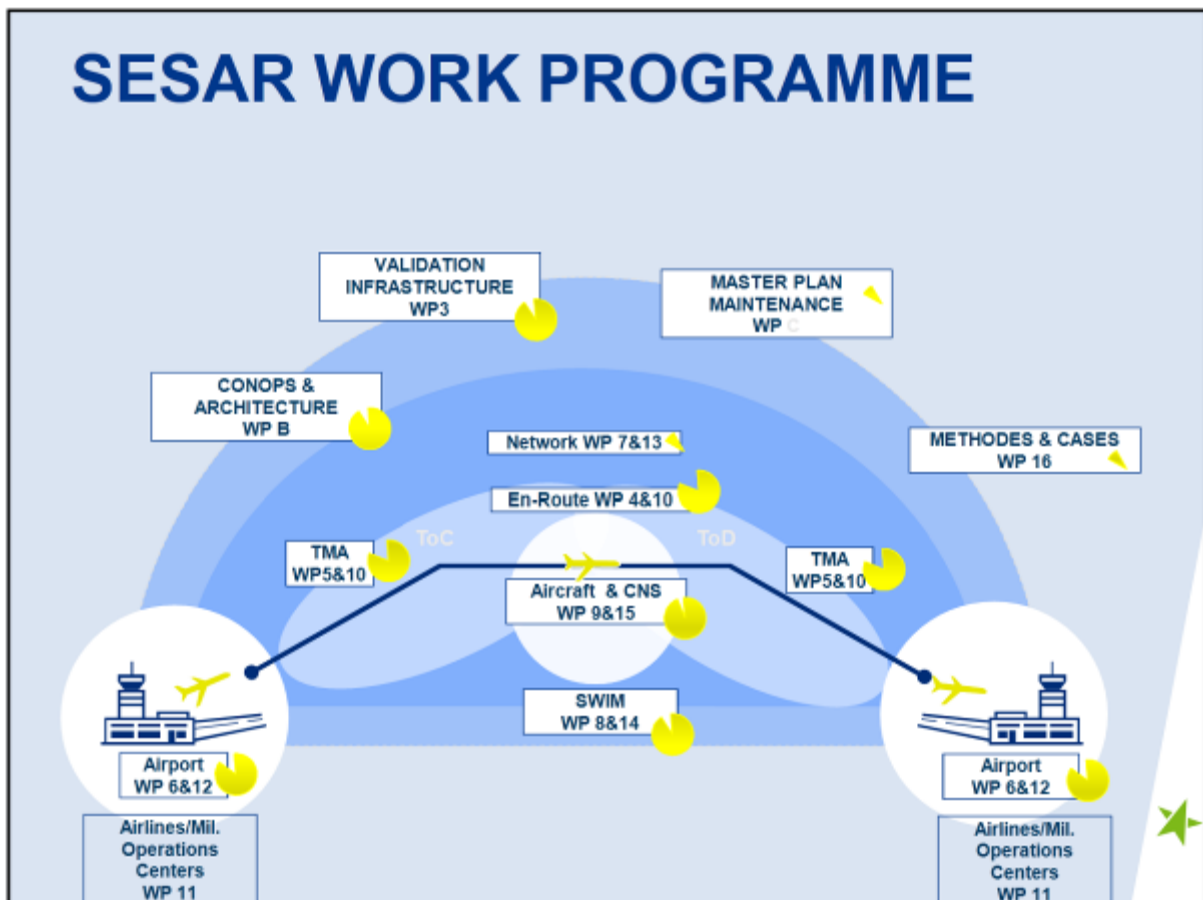 SESAR WORK PROGRAMME
VALIDATION
INFRASTRUCTURE
WP3
MASTER PLAN
MAINTENANCE
WP C
CONOPS &
ARCHITECTURE
WP B
Network WP 7&13
METHODES & CASES
WP 16
En-Route WP 4&10
ToC
ToD
TMA
WP5&10
TMA
WP5&10
Aircraft & CNS
WP 9&15
SWIM
WP 8&14
Airport
WP 6&12
Airport
WP 6&12
Airlines/Mil.
Operations
Centers
WP 11
Airlines/Mil.
Operations
Centers
WP 11